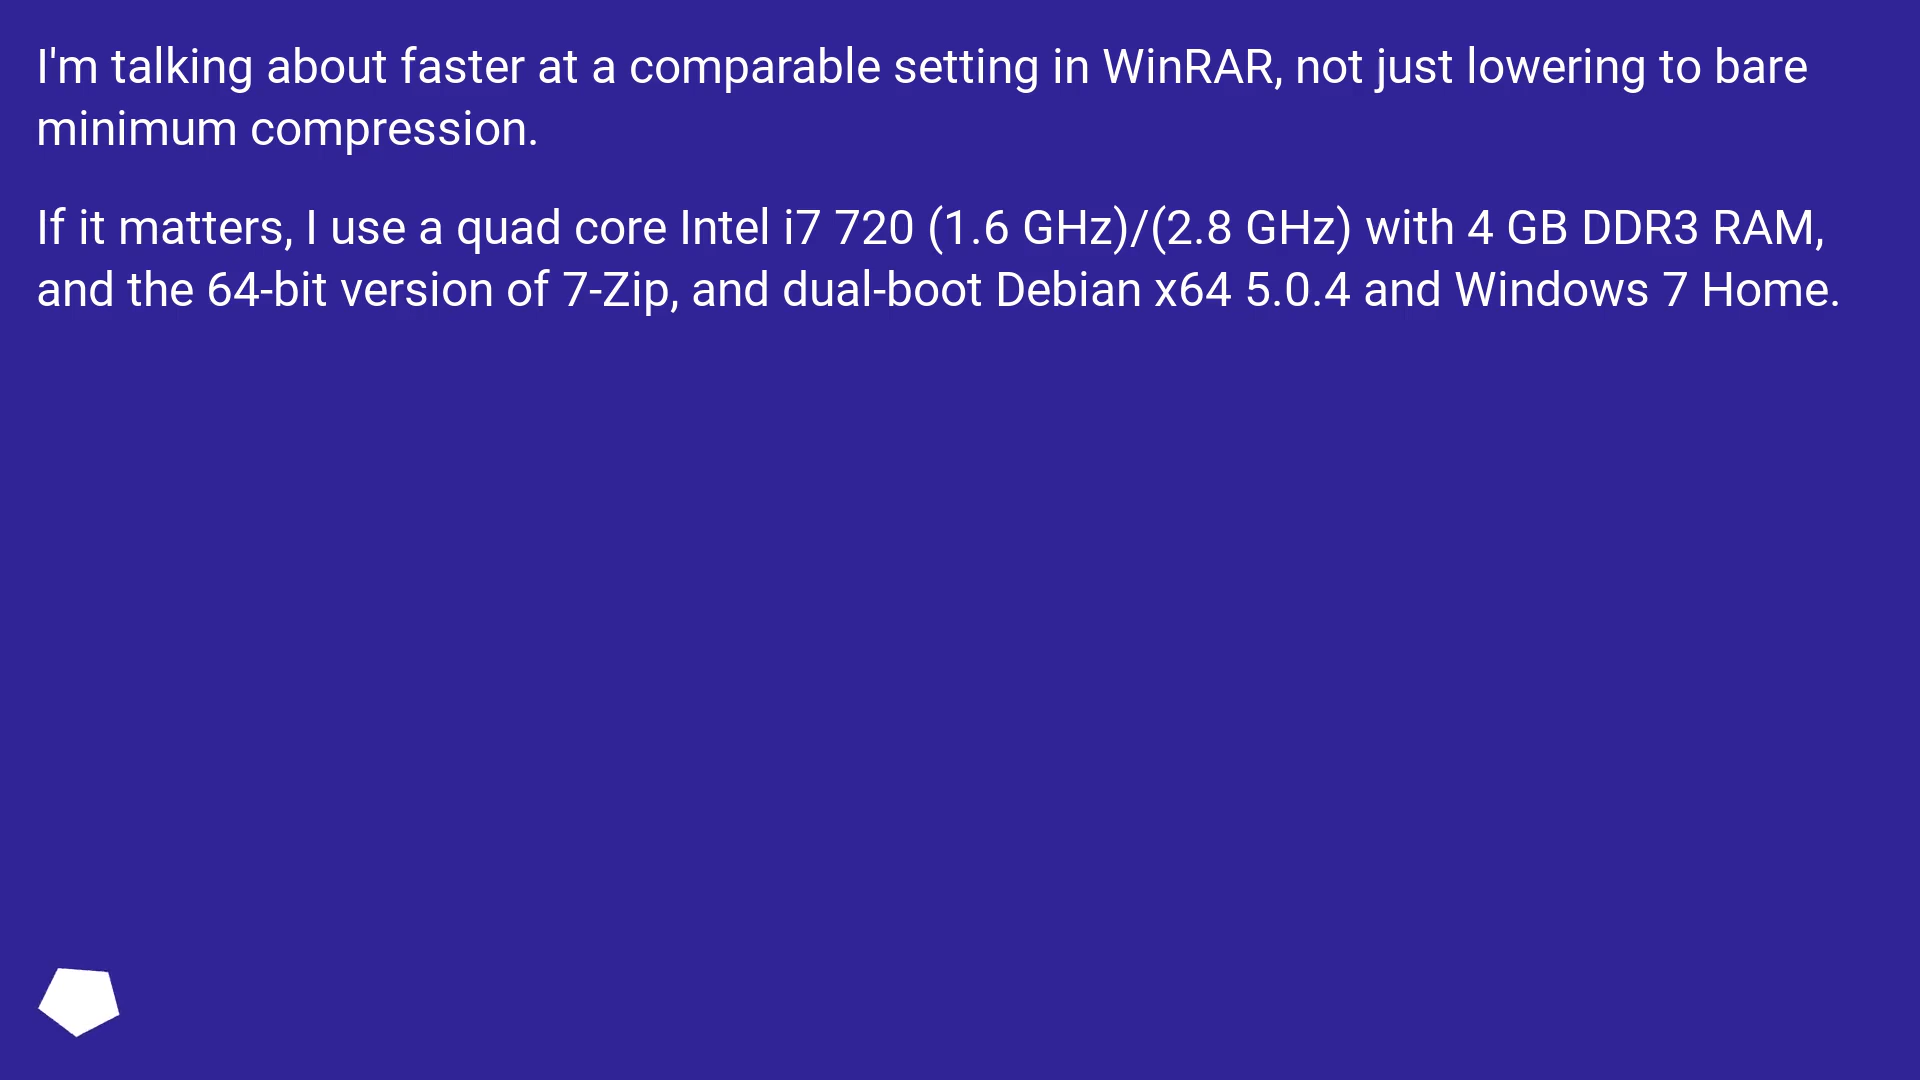 I'm talking about faster at a comparable setting in WinRAR, not just lowering to bare
minimum compression.
If it matters, I use a quad core Intel i7 720 (1.6 GHz)/(2.8 GHz) with 4 GB DDR3 RAM,
and the 64-bit version of 7-Zip, and dual-boot Debian x64 5.0.4 and Windows 7 Home.